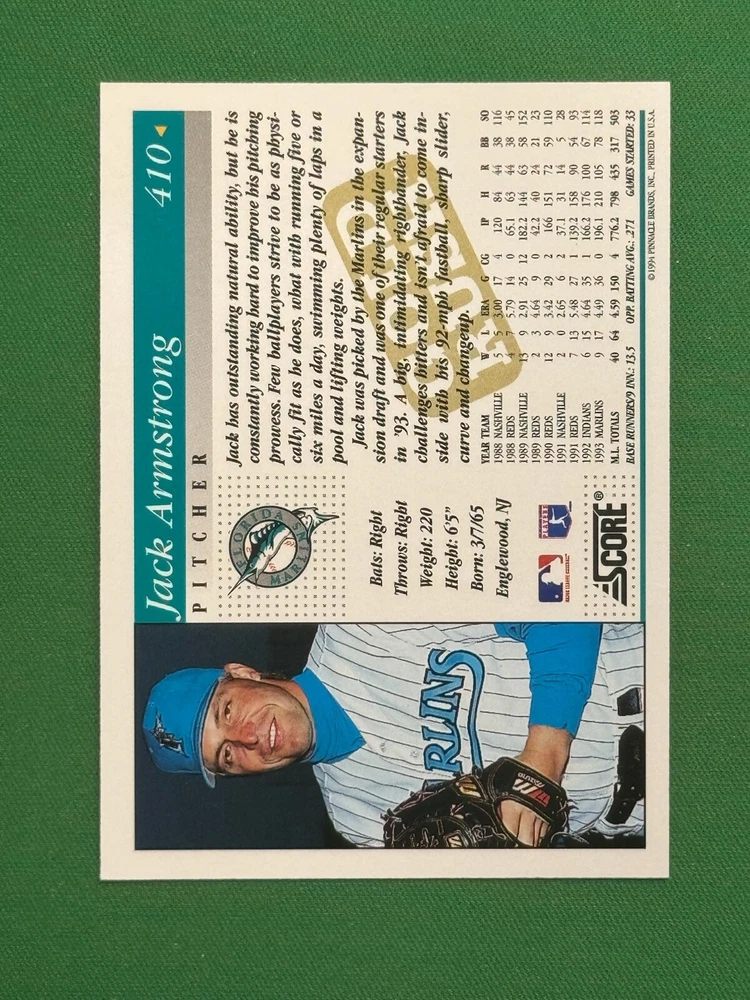 Jack Armstrong 410
PITCHER
FLORIDA MARLINS
Bats: Right
Throws: Right
Weight: 220
Height: 6'5"
Born: 3/7/65
Englewood, NJ
PLAYERS
MAJOR LEAGUE BASEBALL
SCORE®
Jack has outstanding natural ability, but he is
constantly working hard to improve his pitching
prowess. Few ballplayers strive to be as physi-
cally fit as he does, what with running five or
six miles a day, swimming plenty of laps in a
pool and lifting weights.
Jack was picked by the Marlins in the expan-
sion draft and was one of their regular starters
in '93. A big, intimidating righthander, Jack
challenges hitters and isn't afraid to come in-
side with his 92-mph fastball, sharp slider,
curve and changeup.
GOLD RUSH
YEAR TEAM W L ERA G CG IP H R BB SO
1988 NASHVILLE 5 5 3.00 17 4 120 84 44 38 116
1988 REDS 4 7 5.79 14 0 65.1 63 44 38 45
1989 NASHVILLE 13 9 2.91 25 12 182.2 144 63 58 152
1989 REDS 2 3 4.64 9 0 42.2 40 24 21 23
1990 REDS 12 9 3.42 29 2 166 151 72 59 110
1991 NASHVILLE 2 0 2.65 6 2 37.1 31 14 5 28
1991 REDS 7 13 5.48 27 1 139.2 158 90 54 93
1992 INDIANS 6 15 4.64 35 1 166.2 176 100 67 114
1993 MARLINS 9 17 4.49 36 0 196.1 210 105 78 118
M.L. TOTALS 40 64 4.59 150 4 776.2 798 435 317 503
BASE RUNNERS/9 INN.: 13.5 OPP. BATTING AVG.: .271 GAMES STARTED: 33
©1994 PINNACLE BRANDS, INC., PRINTED IN U.S.A.
RLINS
MIZUNO